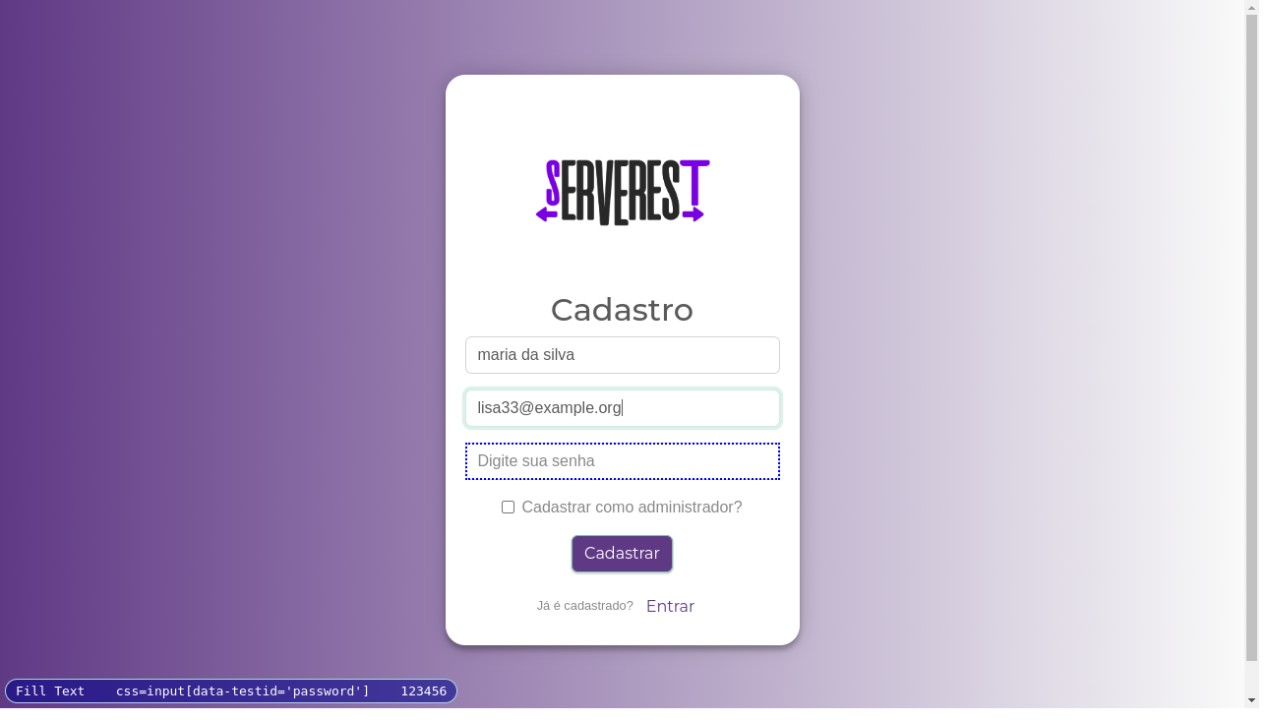 SERVEREST
Cadastro
maria da silva
lisa33@example.org
Digite sua senha
Cadastrar como administrador?
Cadastrar
Já é cadastrado? Entrar
Fill Text css=input[data-testid='password'] 123456